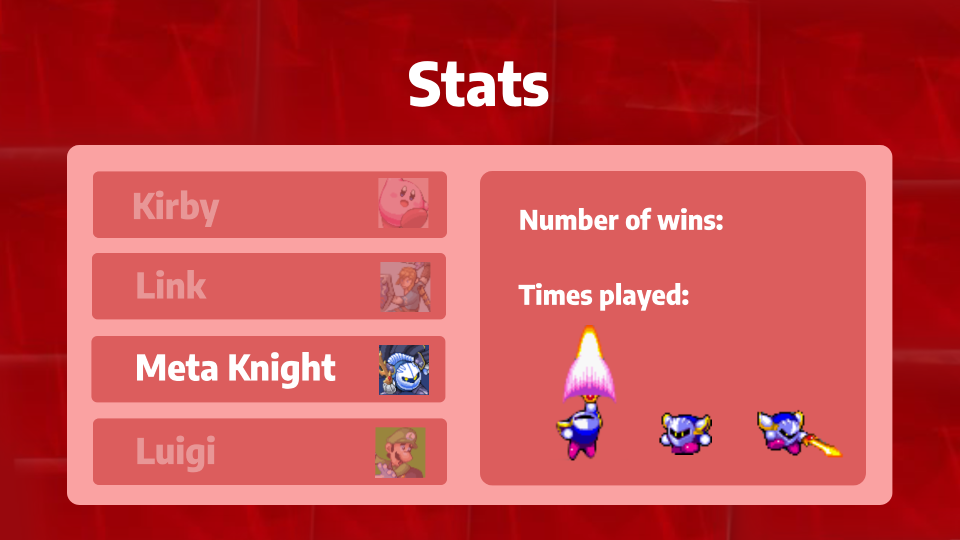 Stats
Kirby
Link
Meta Knight
Luigi
Number of wins:
Times played: